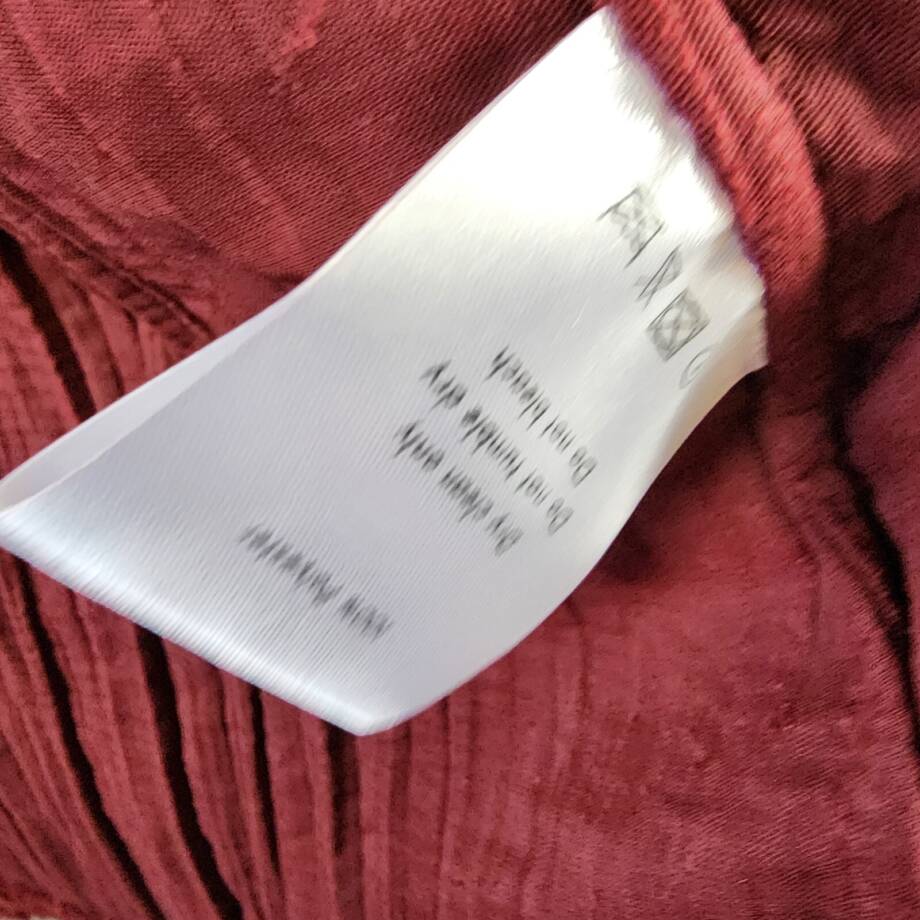 100% Polyester
Dry clean only
Do not tumble dry
Do not bleach